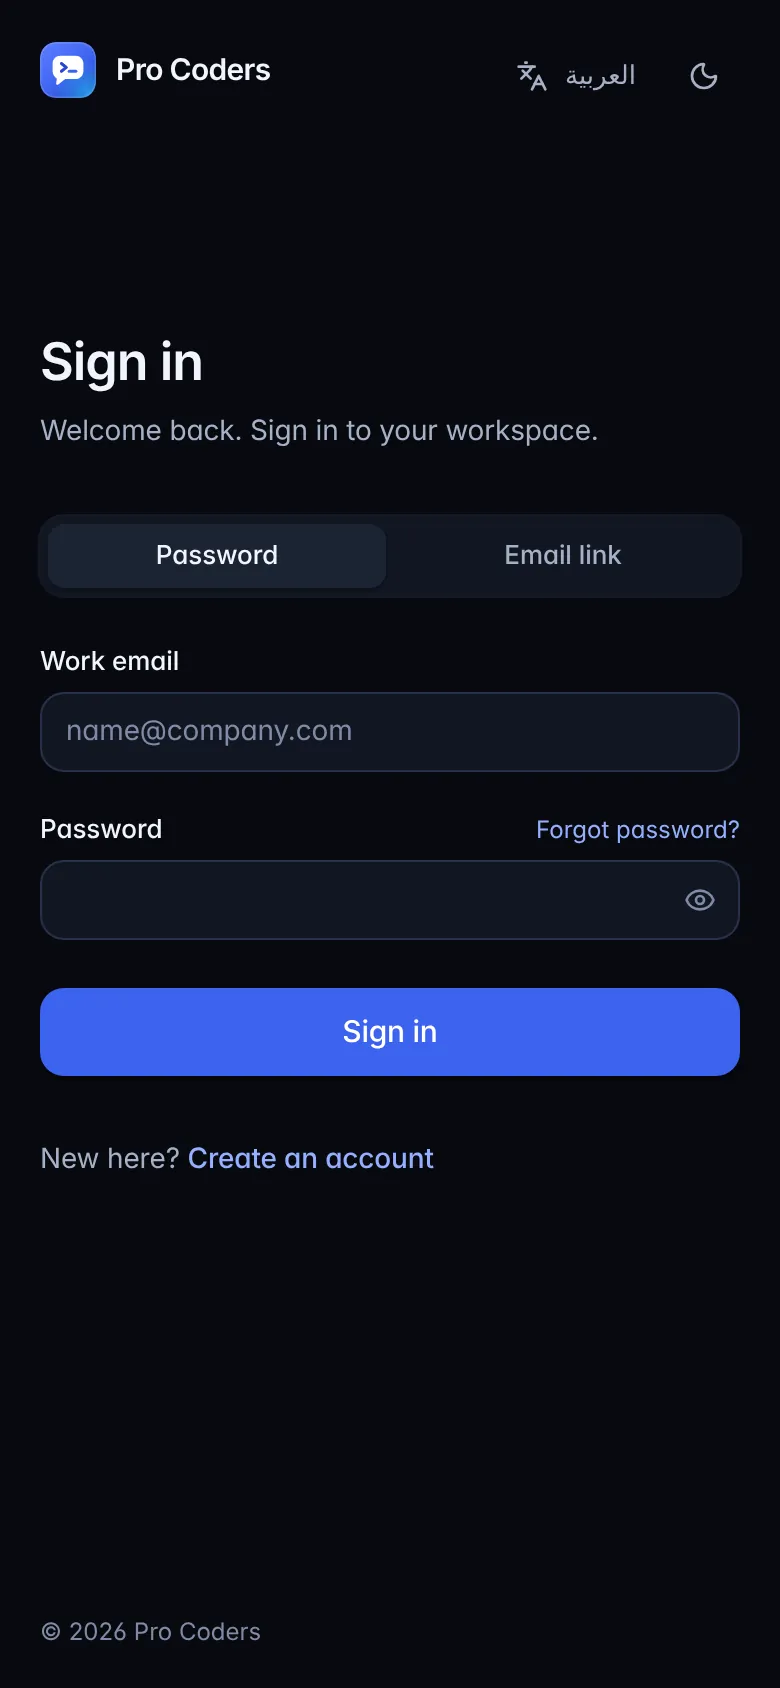 Pro Coders
العربية
Sign in
Welcome back. Sign in to your workspace.
Password
Email link
Work email
name@company.com
Password
Forgot password?
Sign in
New here? Create an account
© 2026 Pro Coders